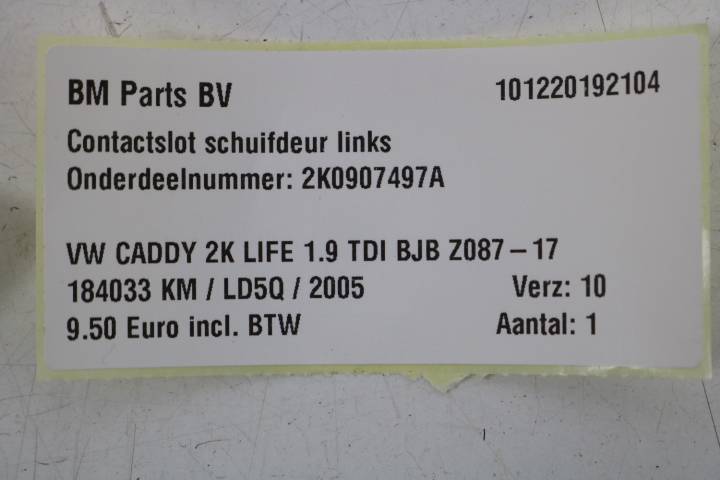 BM Parts BV 101220192104
Contactslot schuifdeur links
Onderdeelnummer: 2K0907497A
VW CADDY 2K LIFE 1.9 TDI BJB Z087 – 17
184033 KM / LD5Q / 2005 Verz: 10
9.50 Euro incl. BTW Aantal: 1